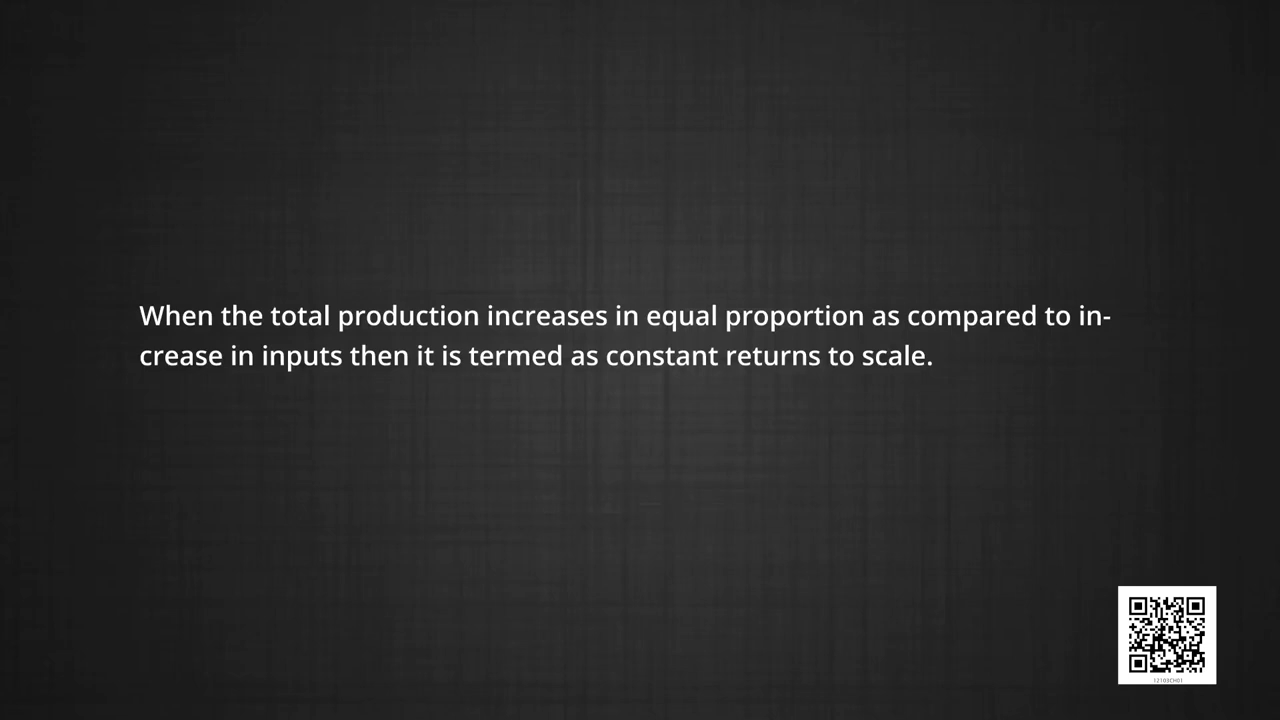 When the total production increases in equal proportion as compared to in-
crease in inputs then it is termed as constant returns to scale.
12103CH01